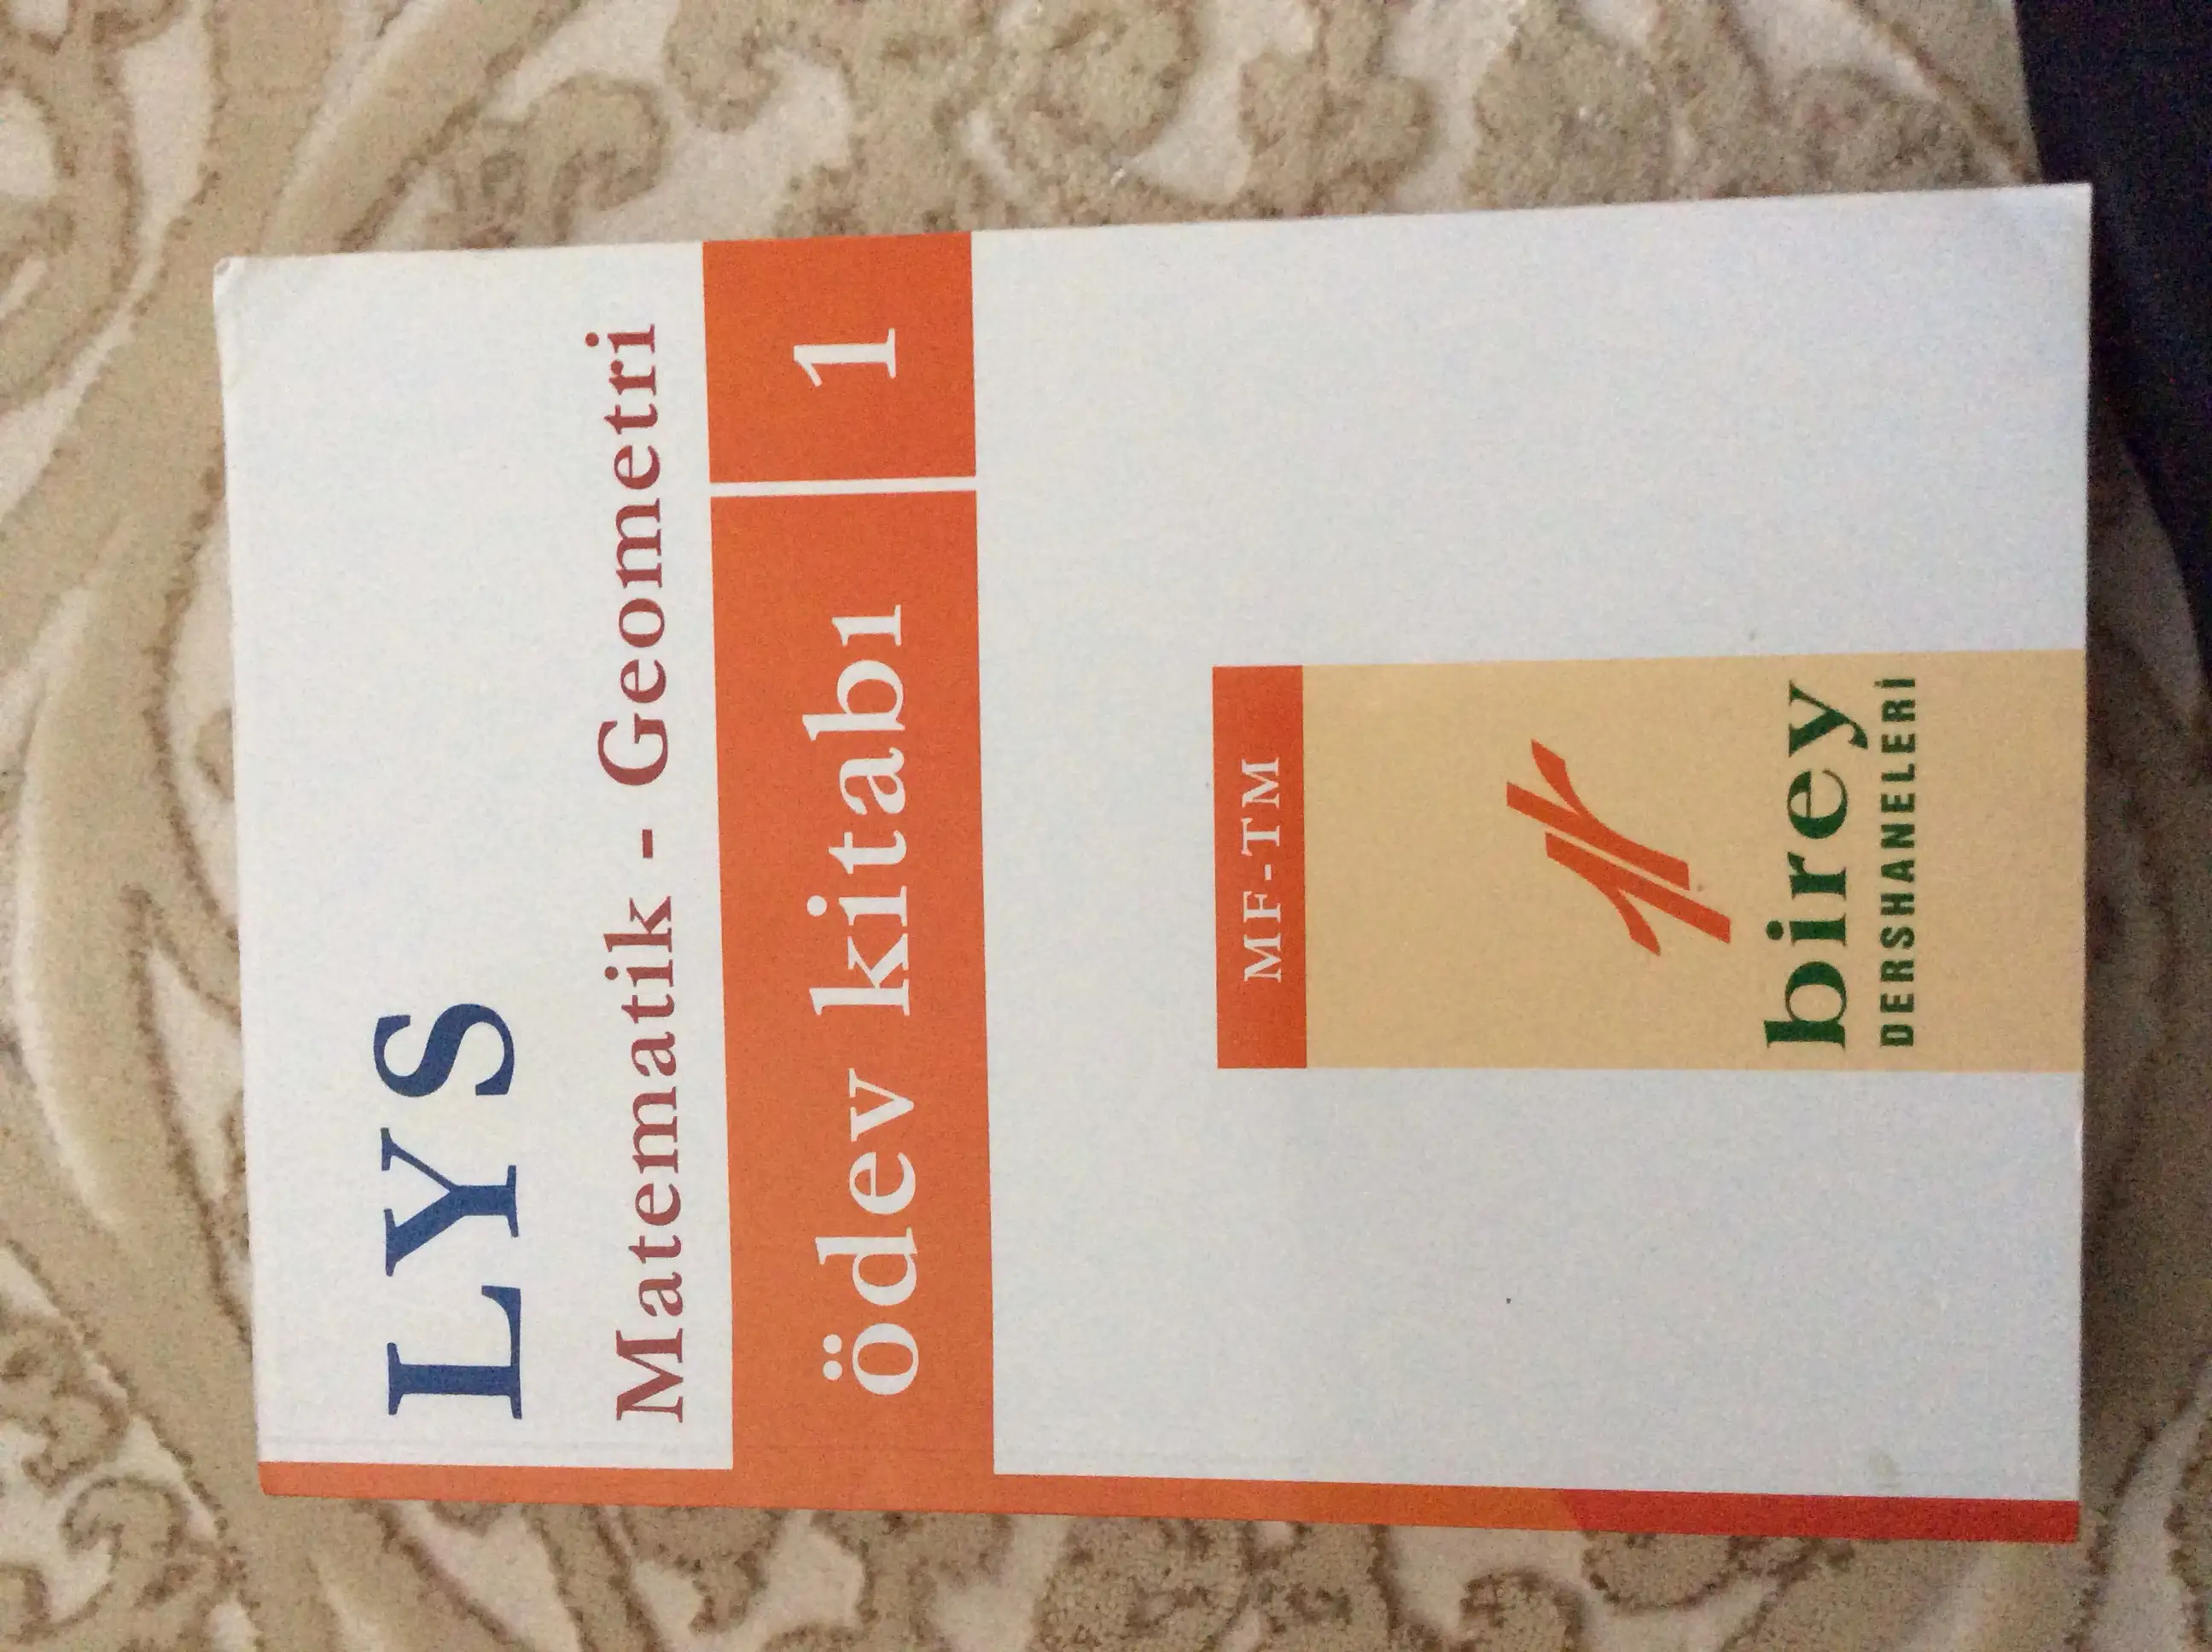 LYS
Matematik - Geometri
ödev kitabı 1
MF-TM
birey
DERSHANELERİ